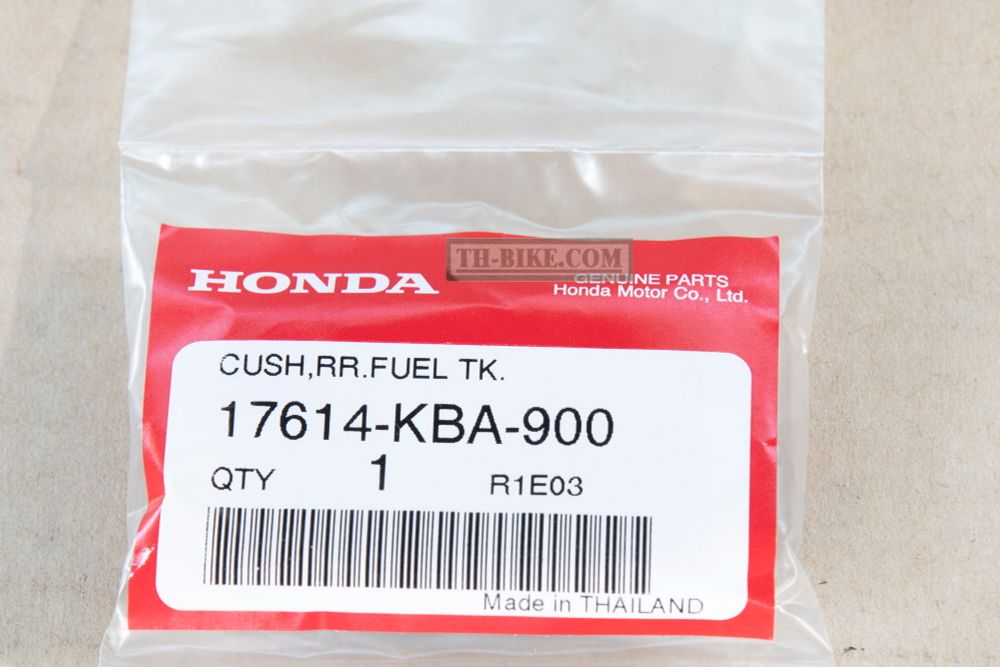 TH-BIKE.COM
HONDA
GENUINE PARTS
Honda Motor Co., Ltd.
CUSH,RR.FUEL TK.
17614-KBA-900
QTY 1 R1E03
Made in THAILAND